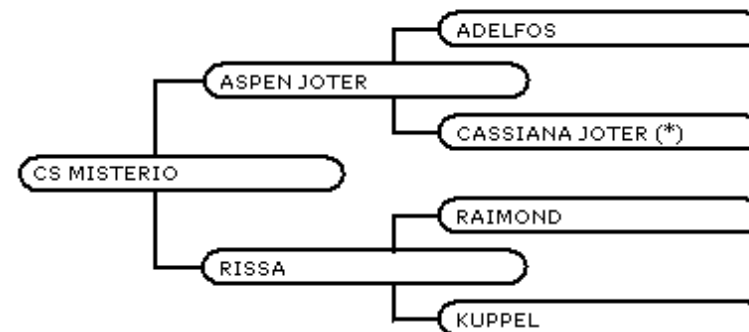 ADELFOS
ASPEN JOTER
CASSIANA JOTER (*)
CS MISTERIO
RAIMOND
RISSA
KUPPEL